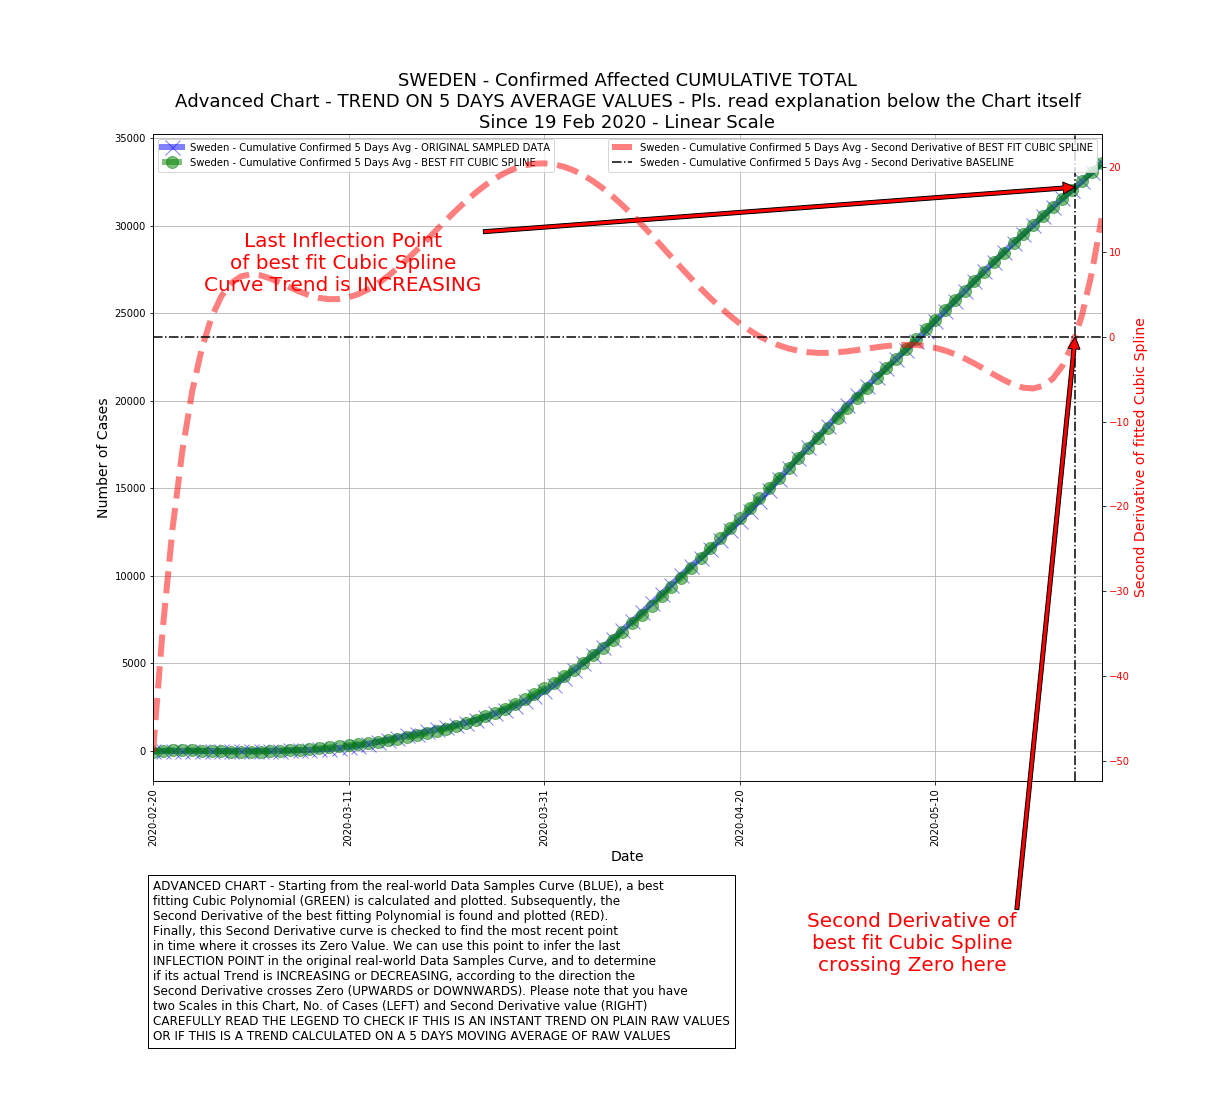 SWEDEN - Confirmed Affected CUMULATIVE TOTAL
Advanced Chart - TREND ON 5 DAYS AVERAGE VALUES - Pls. read explanation below the Chart itself
Since 19 Feb 2020 - Linear Scale
Sweden - Cumulative Confirmed 5 Days Avg - ORIGINAL SAMPLED DATA
Sweden - Cumulative Confirmed 5 Days Avg - BEST FIT CUBIC SPLINE
Sweden - Cumulative Confirmed 5 Days Avg - Second Derivative of BEST FIT CUBIC SPLINE
Sweden - Cumulative Confirmed 5 Days Avg - Second Derivative BASELINE
Last Inflection Point
of best fit Cubic Spline
Curve Trend is INCREASING
Number of Cases
35000
30000
25000
20000
15000
10000
5000
0
20
10
0
−10
−20
−30
−40
−50
Second Derivative of fitted Cubic Spline
2020-02-20
2020-03-11
2020-03-31
2020-04-20
2020-05-10
Date
ADVANCED CHART - Starting from the real-world Data Samples Curve (BLUE), a best
fitting Cubic Polynomial (GREEN) is calculated and plotted. Subsequently, the
Second Derivative of the best fitting Polynomial is found and plotted (RED).
Finally, this Second Derivative curve is checked to find the most recent point
in time where it crosses its Zero Value. We can use this point to infer the last
INFLECTION POINT in the original real-world Data Samples Curve, and to determine
if its actual Trend is INCREASING or DECREASING, according to the direction the
Second Derivative crosses Zero (UPWARDS or DOWNWARDS). Please note that you have
two Scales in this Chart, No. of Cases (LEFT) and Second Derivative value (RIGHT)
CAREFULLY READ THE LEGEND TO CHECK IF THIS IS AN INSTANT TREND ON PLAIN RAW VALUES
OR IF THIS IS A TREND CALCULATED ON A 5 DAYS MOVING AVERAGE OF RAW VALUES
Second Derivative of
best fit Cubic Spline
crossing Zero here